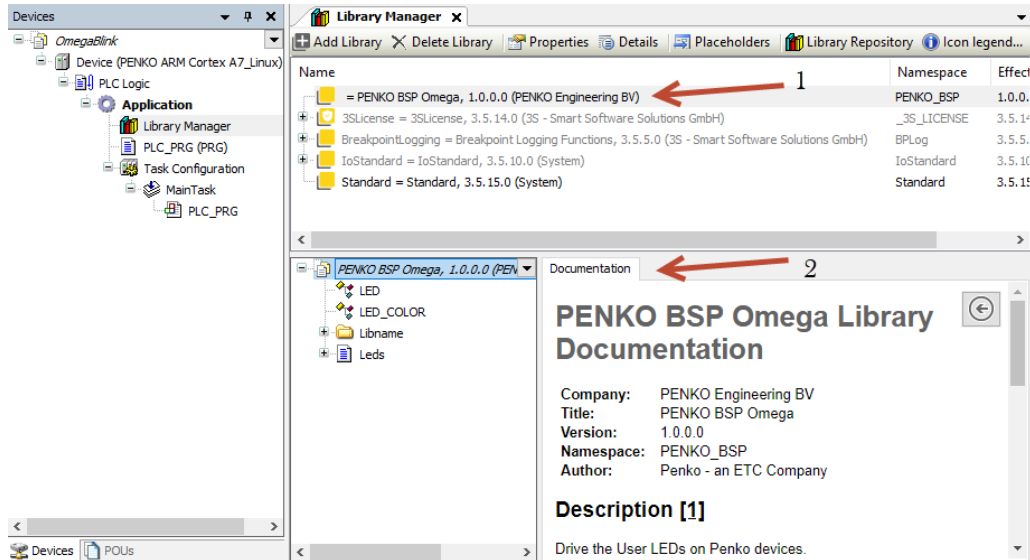 Devices
OmegaBlink
Device (PENKO ARM Cortex A7_Linux)
PLC Logic
Application
Library Manager
PLC_PRG (PRG)
Task Configuration
MainTask
PLC_PRG
Devices
POUs
Library Manager
Add Library Delete Library Properties Details Placeholders Library Repository Icon legend...
Name Namespace Effect
= PENKO BSP Omega, 1.0.0.0 (PENKO Engineering BV) PENKO_BSP 1.0.0.
1
3SLicense = 3SLicense, 3.5.14.0 (3S - Smart Software Solutions GmbH) _3S_LICENSE 3.5.14
BreakpointLogging = Breakpoint Logging Functions, 3.5.5.0 (3S - Smart Software Solutions GmbH) BPLog 3.5.5.
IoStandard = IoStandard, 3.5.10.0 (System) IoStandard 3.5.10
Standard = Standard, 3.5.15.0 (System) Standard 3.5.15
PENKO BSP Omega, 1.0.0.0 (PEN
LED
LED_COLOR
Libname
Leds
Documentation
2
PENKO BSP Omega Library
Documentation
Company: PENKO Engineering BV
Title: PENKO BSP Omega
Version: 1.0.0.0
Namespace: PENKO_BSP
Author: Penko - an ETC Company
Description [1]
Drive the User LEDs on Penko devices.